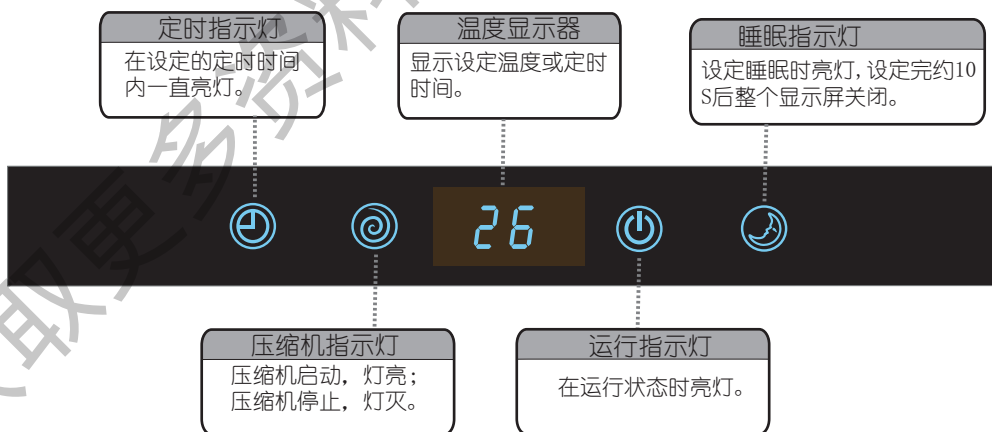 定时指示灯
在设定的定时时间
内一直亮灯。
温度显示器
显示设定温度或定时
时间。
睡眠指示灯
设定睡眠时亮灯,设定完约10
S后整个显示屏关闭。
26
压缩机指示灯
压缩机启动，灯亮；
压缩机停止，灯灭。
运行指示灯
在运行状态时亮灯。
取更多资料